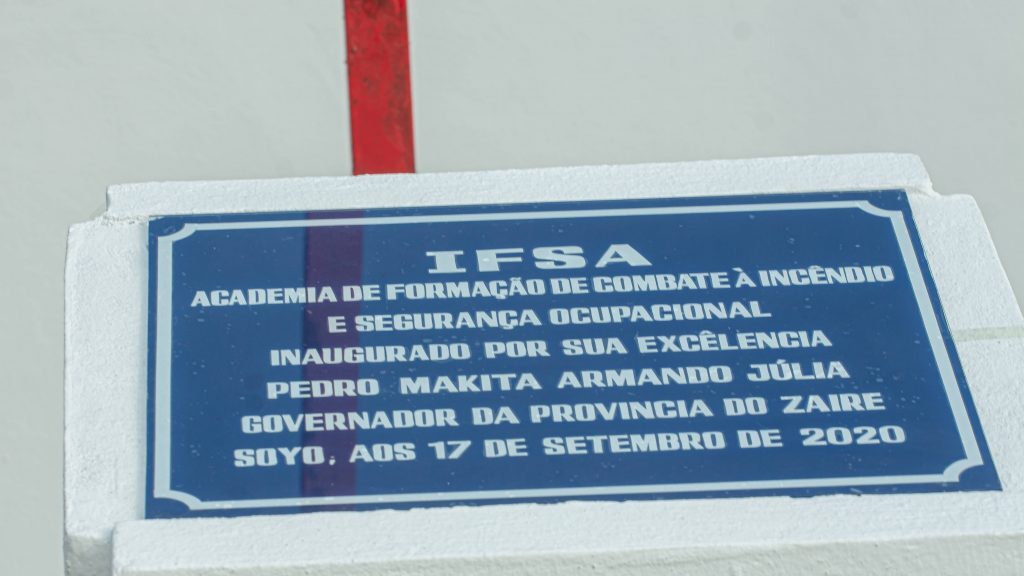 IFSA
ACADEMIA DE FORMAÇÃO DE COMBATE À INCÊNDIO
E SEGURANÇA OCUPACIONAL
INAUGURADO POR SUA EXCÊLENCIA
PEDRO MAKITA ARMANDO JÚLIA
GOVERNADOR DA PROVINCIA DO ZAIRE
SOYO, AOS 17 DE SETEMBRO DE 2020